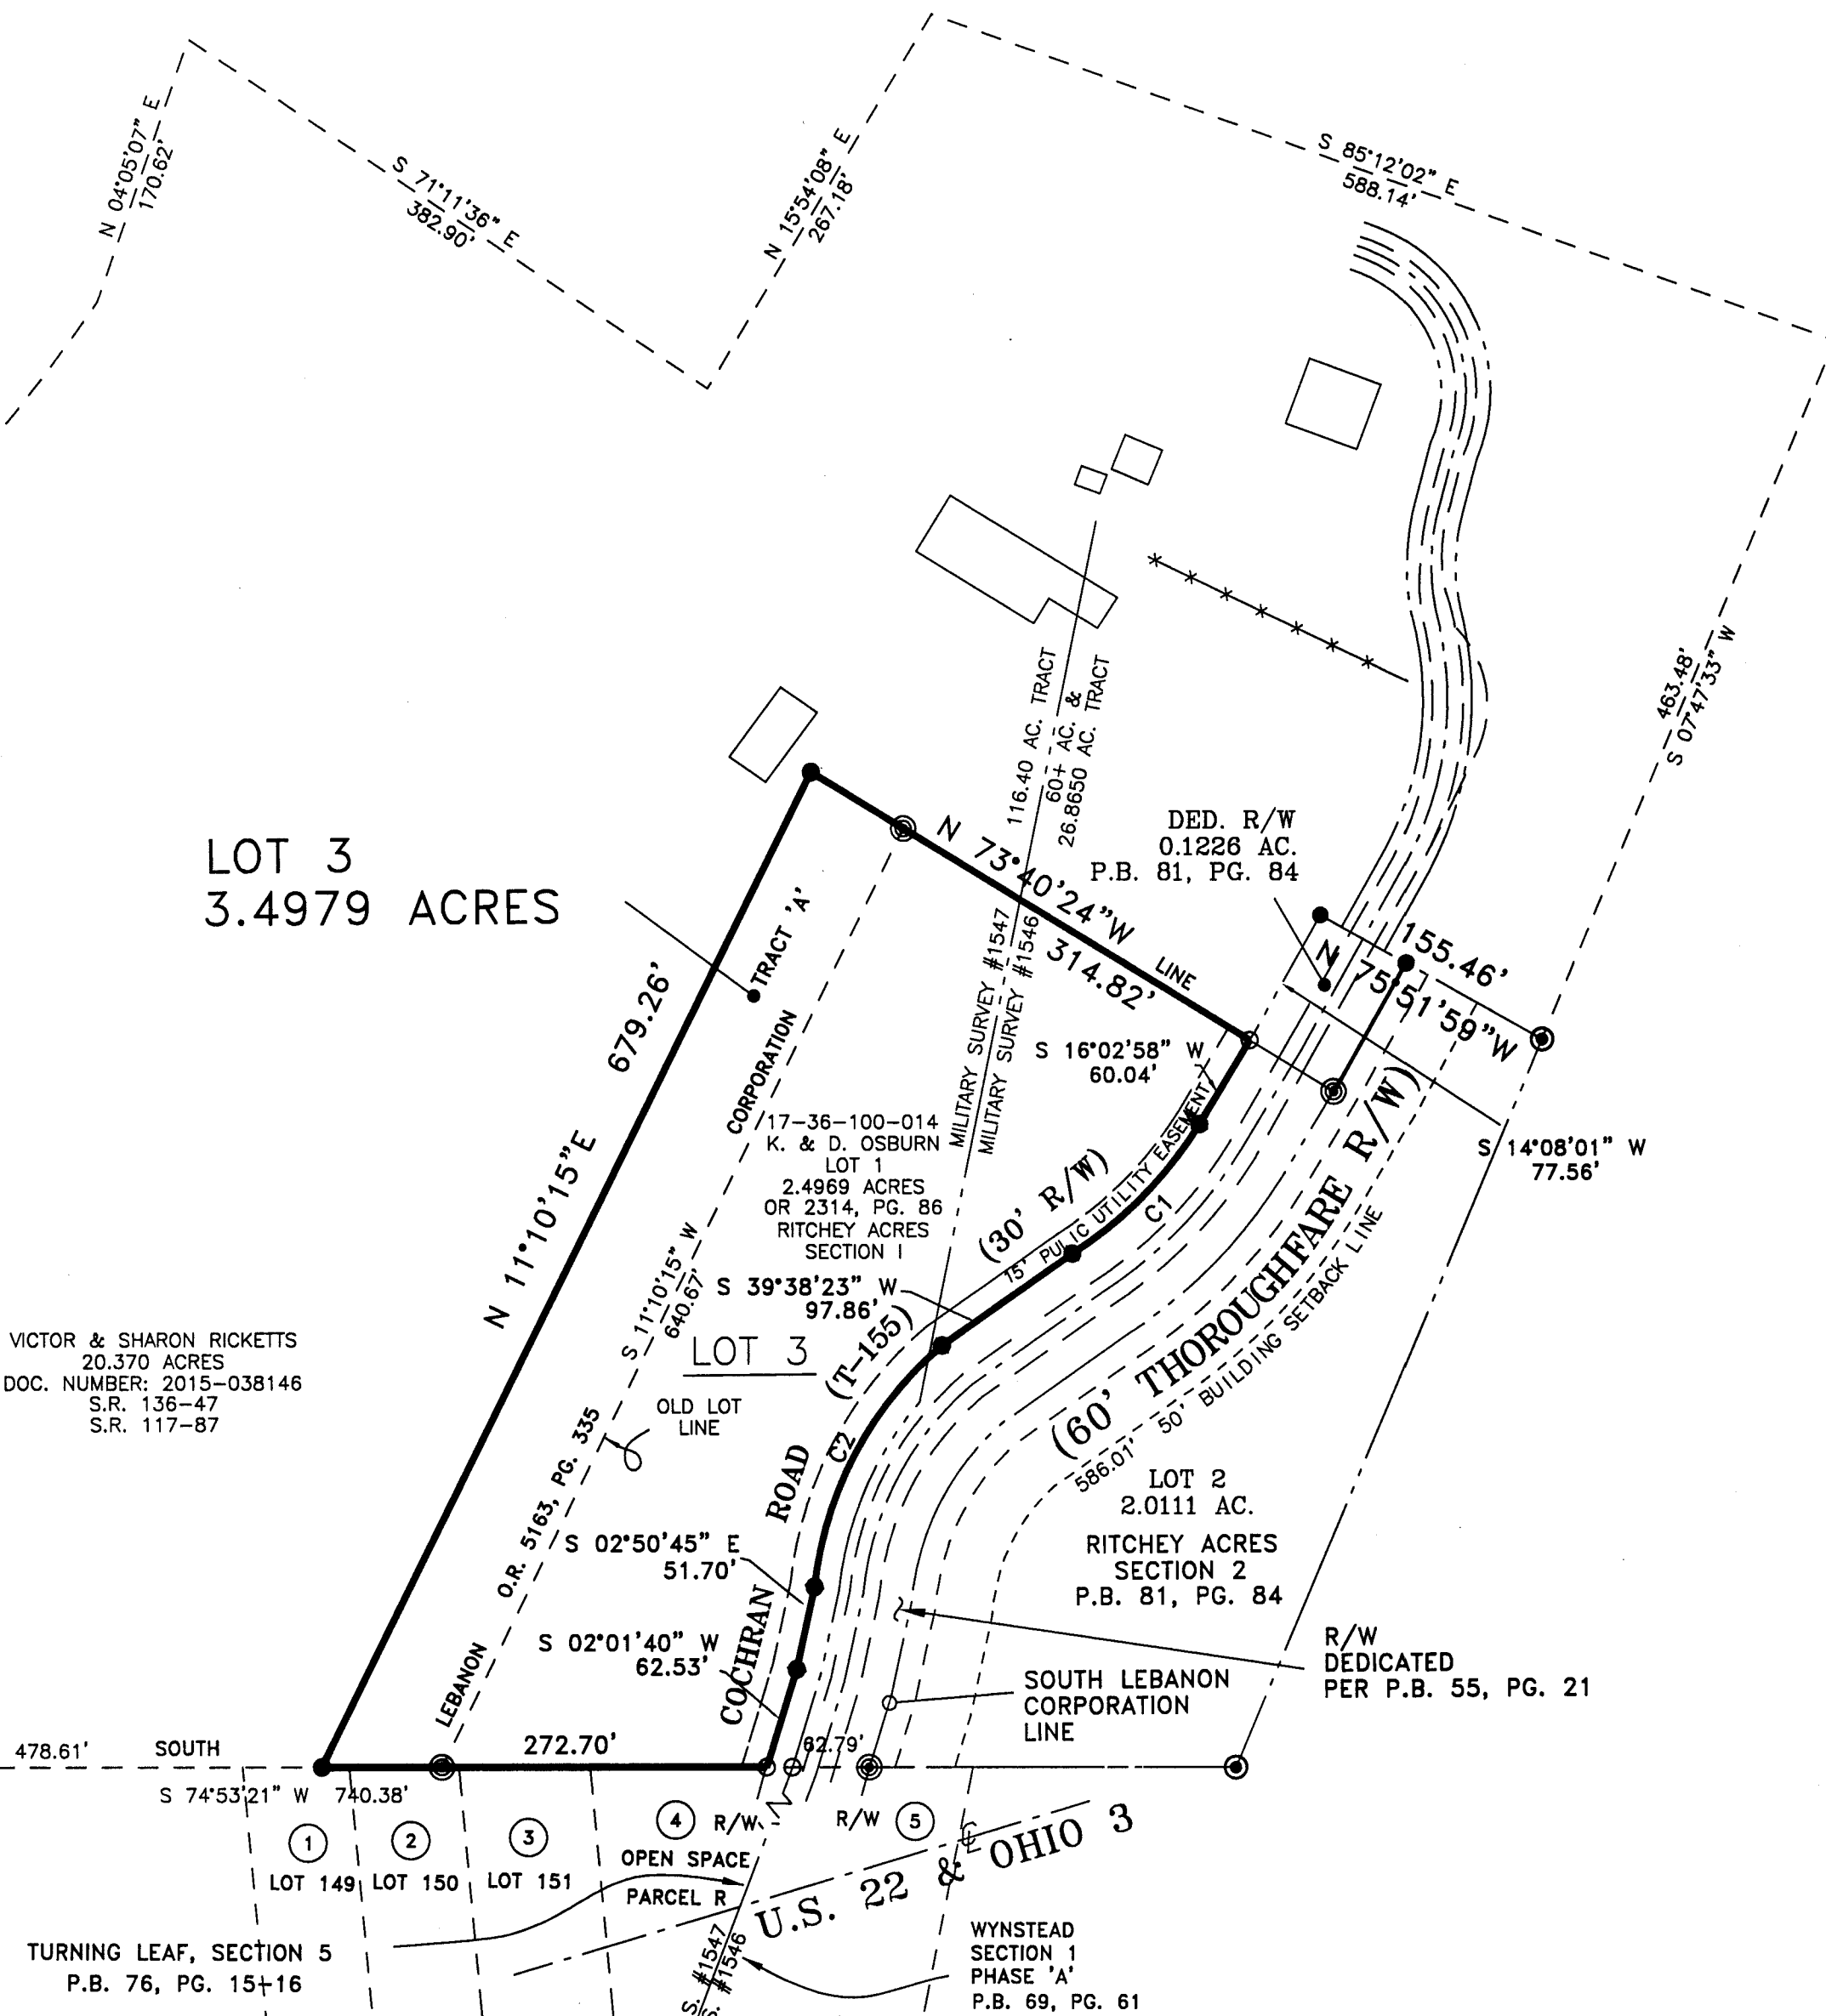 N 04°05'07" E
170.62'
S 71°11'36" E
382.90'
N 15°54'08" E
267.18'
S 85°12'02" E
588.14'
463.48'
S 07°47'33" W
116.40 AC. TRACT
60+ AC. &
26.8650 AC. TRACT
DED. R/W
0.1226 AC.
P.B. 81, PG. 84
LOT 3
3.4979 ACRES
TRACT 'A'
N 73°40'24"W
314.82'
LINE
155.46'
N 75°51'59"W
679.26'
N 11°10'15"E
CORPORATION
MILITARY SURVEY #1547
MILITARY SURVEY #1546
S 16°02'58" W
60.04'
S 14°08'01" W
77.56'
17-36-100-014
K. & D. OSBURN
LOT 1
2.4969 ACRES
OR 2314, PG. 86
RITCHEY ACRES
SECTION I
(30' R/W)
15' PULIC UTILITY EASEMENT
C1
S 39°38'23" W
97.86'
S 11°10'15" W
640.67'
LOT 3
(T-155)
(60' THOROUGHFARE R/W)
586.01' 50' BUILDING SETBACK LINE
VICTOR & SHARON RICKETTS
20.370 ACRES
DOC. NUMBER: 2015-038146
S.R. 136-47
S.R. 117-87
OLD LOT
LINE
C2
O.R. 5163, PG. 335
LEBANON
COCHRAN ROAD
LOT 2
2.0111 AC.
RITCHEY ACRES
SECTION 2
P.B. 81, PG. 84
S 02°50'45" E
51.70'
S 02°01'40" W
62.53'
R/W
DEDICATED
PER P.B. 55, PG. 21
SOUTH LEBANON
CORPORATION
LINE
478.61'
SOUTH
272.70'
62.79'
S 74°53'21" W 740.38'
1
2
3
4
R/W
R/W
5
LOT 149
LOT 150
LOT 151
OPEN SPACE
PARCEL R
U.S. 22 & OHIO 3
TURNING LEAF, SECTION 5
P.B. 76, PG. 15+16
S. #1547
S. #1546
WYNSTEAD
SECTION 1
PHASE 'A'
P.B. 69, PG. 61